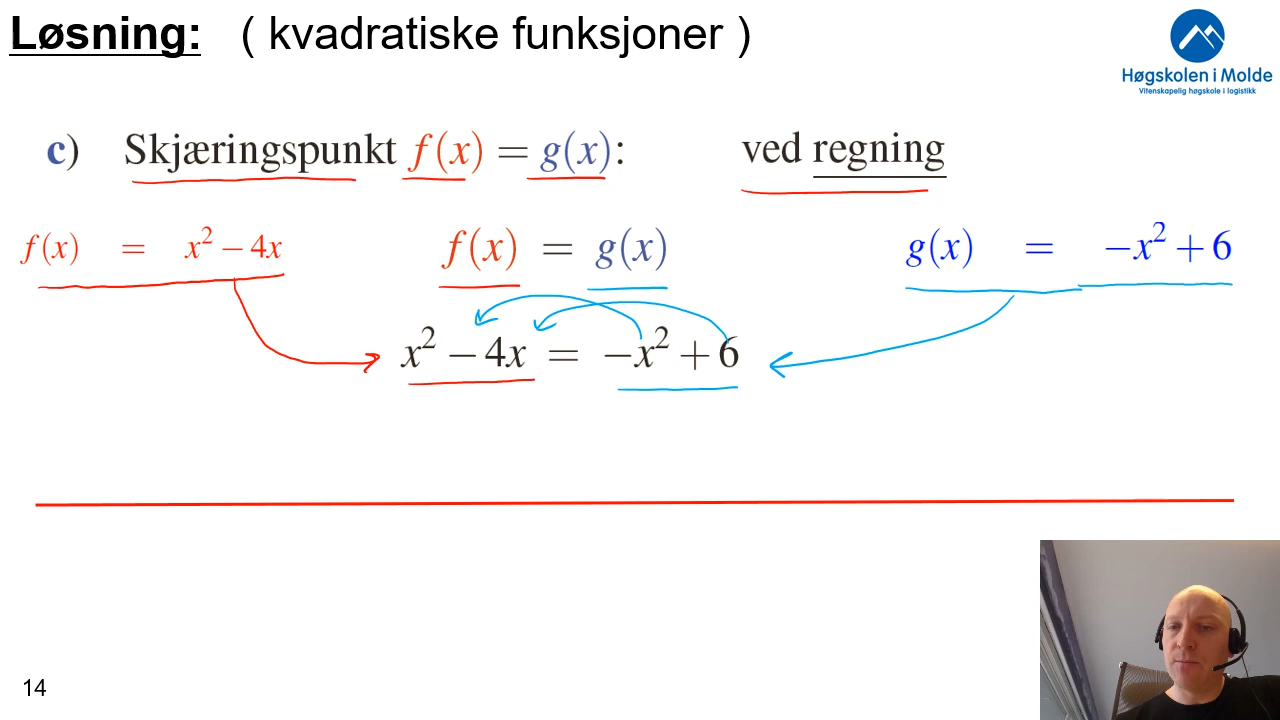 Løsning: ( kvadratiske funksjoner )
Høgskolen i Molde
Vitenskapelig høgskole i logistikk
c) Skjæringspunkt f(x) = g(x): ved regning
f(x) = x² − 4x f(x) = g(x) g(x) = −x² + 6
x² − 4x = −x² + 6
14